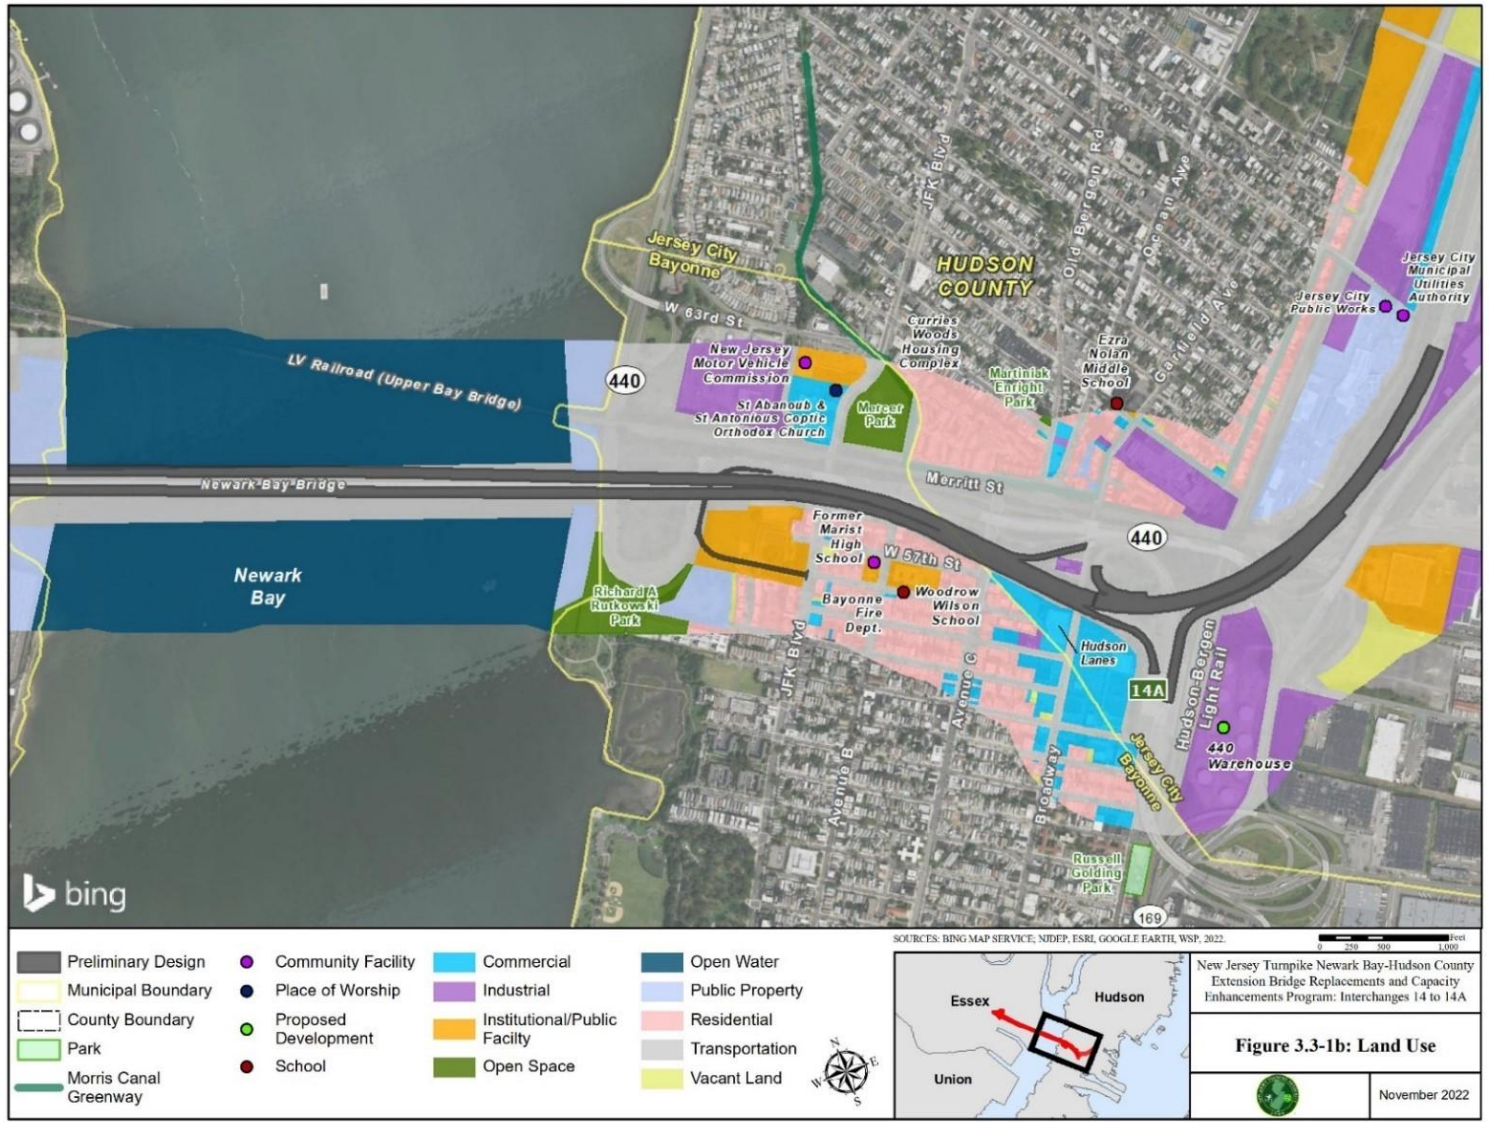 Jersey City
Bayonne
W 63rd St
JFK Blvd
Old Bergen Rd
Ocean Ave
Garfield Ave
HUDSON
COUNTY
Jersey City
Municipal
Utilities
Authority
Jersey City
Public Works
LV Railroad (Upper Bay Bridge)
440
New Jersey
Motor Vehicle
Commission
St Abanoub &
St Antonious Coptic
Orthodox Church
Mercer
Park
Curries
Woods
Housing
Complex
Martiniak
Enright
Park
Ezra
Nolan
Middle
School
Newark Bay Bridge
Merritt St
440
Former
Marist
High
School
W 57th St
Newark
Bay
Richard A
Rutkowski
Park
Bayonne
Fire
Dept.
Woodrow
Wilson
School
JFK Blvd
Avenue C
Hudson
Lanes
14A
Hudson-Bergen
Light Rail
440
Warehouse
Jersey City
Bayonne
Avenue B
Broadway
Russell
Golding
Park
169
bing
Preliminary Design
Municipal Boundary
County Boundary
Park
Morris Canal
Greenway
Community Facility
Place of Worship
Proposed
Development
School
Commercial
Industrial
Institutional/Public
Facilty
Open Space
Open Water
Public Property
Residential
Transportation
Vacant Land
N
E
S
W
SOURCES: BING MAP SERVICE; NJDEP, ESRI, GOOGLE EARTH, WSP, 2022.
Feet
0 250 500 1,000
Essex
Hudson
Union
New Jersey Turnpike Newark Bay-Hudson County
Extension Bridge Replacements and Capacity
Enhancements Program: Interchanges 14 to 14A
Figure 3.3-1b: Land Use
November 2022